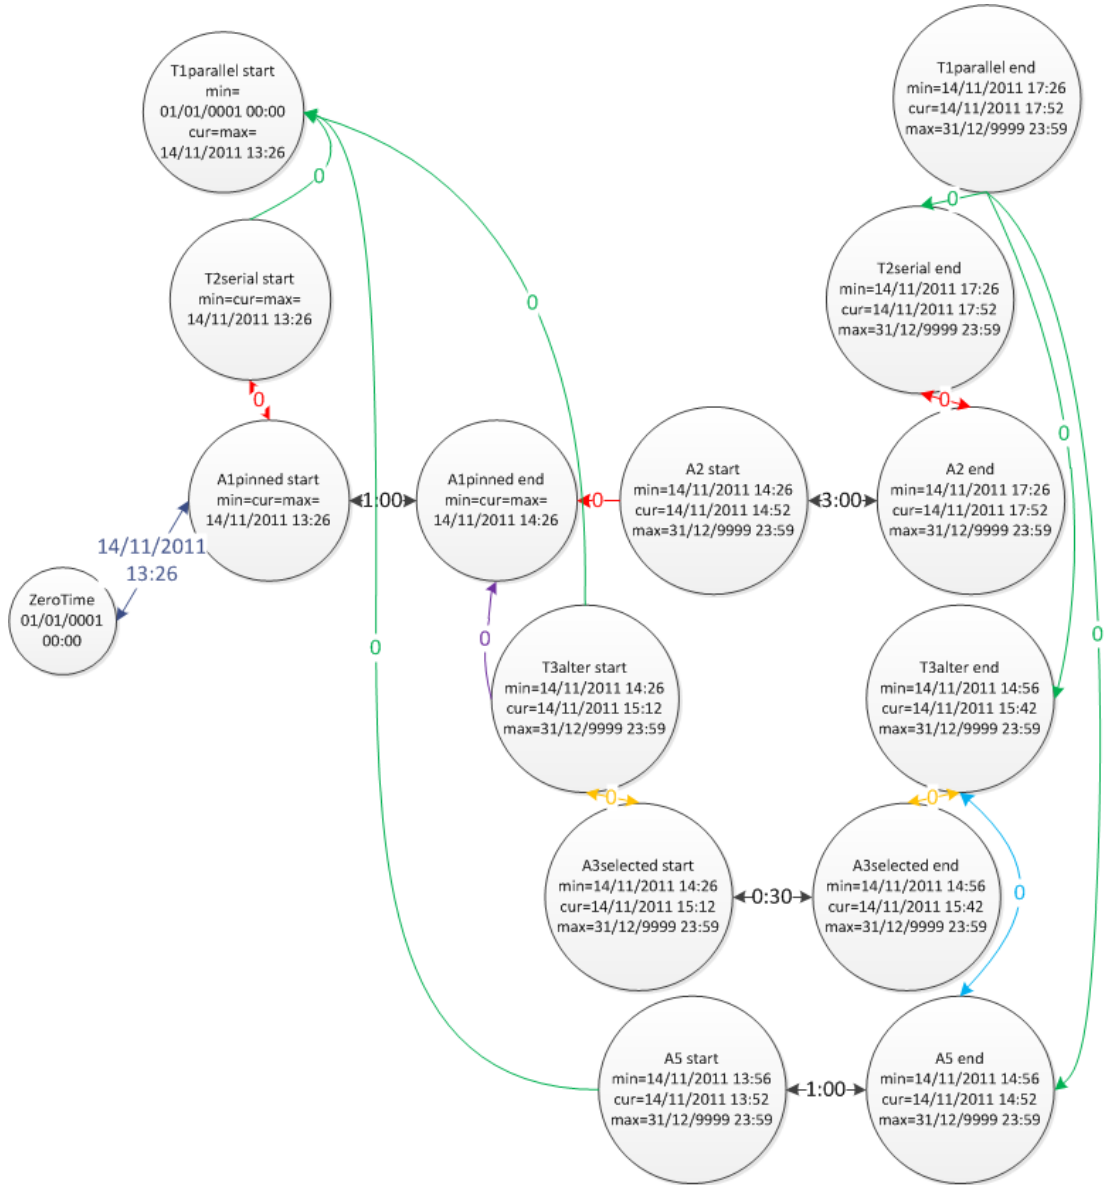 T1parallel start
min=
01/01/0001 00:00
cur=max=
14/11/2011 13:26
T1parallel end
min=14/11/2011 17:26
cur=14/11/2011 17:52
max=31/12/9999 23:59
0
0
T2serial start
min=cur=max=
14/11/2011 13:26
T2serial end
min=14/11/2011 17:26
cur=14/11/2011 17:52
max=31/12/9999 23:59
0
0
0
0
A1pinned start
min=cur=max=
14/11/2011 13:26
1:00
A1pinned end
min=cur=max=
14/11/2011 14:26
0
A2 start
min=14/11/2011 14:26
cur=14/11/2011 14:52
max=31/12/9999 23:59
3:00
A2 end
min=14/11/2011 17:26
cur=14/11/2011 17:52
max=31/12/9999 23:59
14/11/2011
13:26
ZeroTime
01/01/0001
00:00
0
0
0
T3alter start
min=14/11/2011 14:26
cur=14/11/2011 15:12
max=31/12/9999 23:59
T3alter end
min=14/11/2011 14:56
cur=14/11/2011 15:42
max=31/12/9999 23:59
0
0
A3selected start
min=14/11/2011 14:26
cur=14/11/2011 15:12
max=31/12/9999 23:59
0:30
A3selected end
min=14/11/2011 14:56
cur=14/11/2011 15:42
max=31/12/9999 23:59
0
A5 start
min=14/11/2011 13:56
cur=14/11/2011 13:52
max=31/12/9999 23:59
1:00
A5 end
min=14/11/2011 14:56
cur=14/11/2011 14:52
max=31/12/9999 23:59